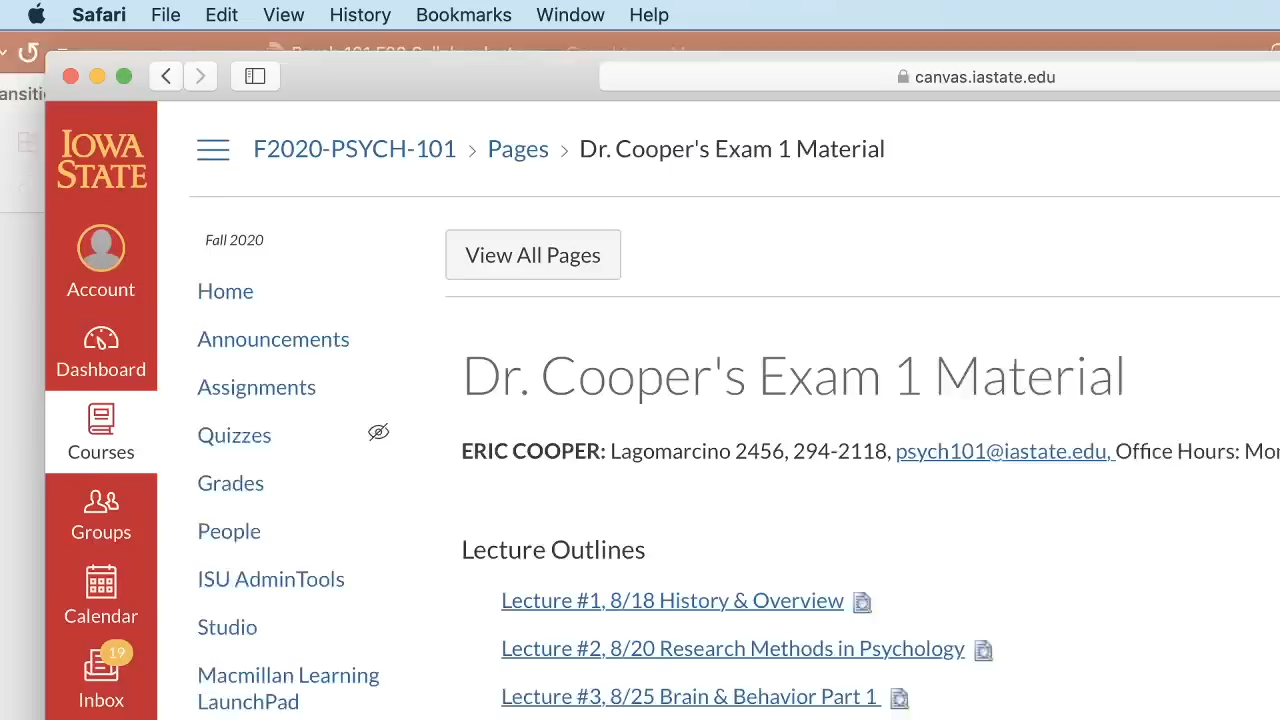 Safari File Edit View History Bookmarks Window Help
canvas.iastate.edu
IOWA
STATE
F2020-PSYCH-101 > Pages > Dr. Cooper's Exam 1 Material
Fall 2020
View All Pages
Account
Home
Announcements
Dashboard
Dr. Cooper's Exam 1 Material
Assignments
Quizzes
Courses
ERIC COOPER: Lagomarcino 2456, 294-2118, psych101@iastate.edu, Office Hours:
Grades
Groups
People
Lecture Outlines
ISU AdminTools
Calendar
Lecture #1, 8/18 History & Overview
Studio
Lecture #2, 8/20 Research Methods in Psychology
19
Inbox
Macmillan Learning
LaunchPad
Lecture #3, 8/25 Brain & Behavior Part 1